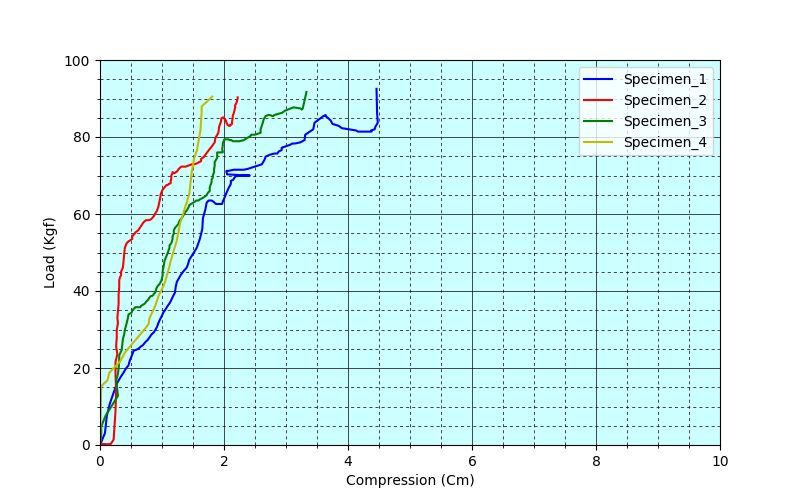 100
80
60
40
20
0
Load (Kgf)
Specimen_1
Specimen_2
Specimen_3
Specimen_4
0 2 4 6 8 10
Compression (Cm)